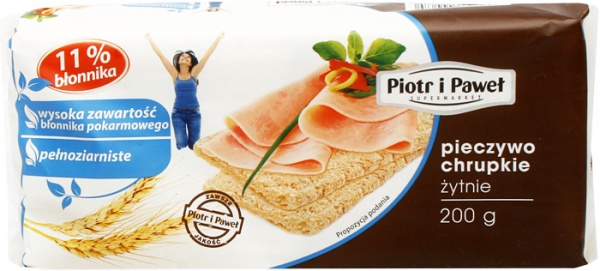 11%
błonnika
wysoka zawartość
błonnika pokarmowego
pełnoziarniste
Piotr i Paweł
SUPERMARKET
pieczywo
chrupkie
żytnie
200 g
ZAWSZE
Piotr i Paweł
JAKOŚĆ
Propozycja podania